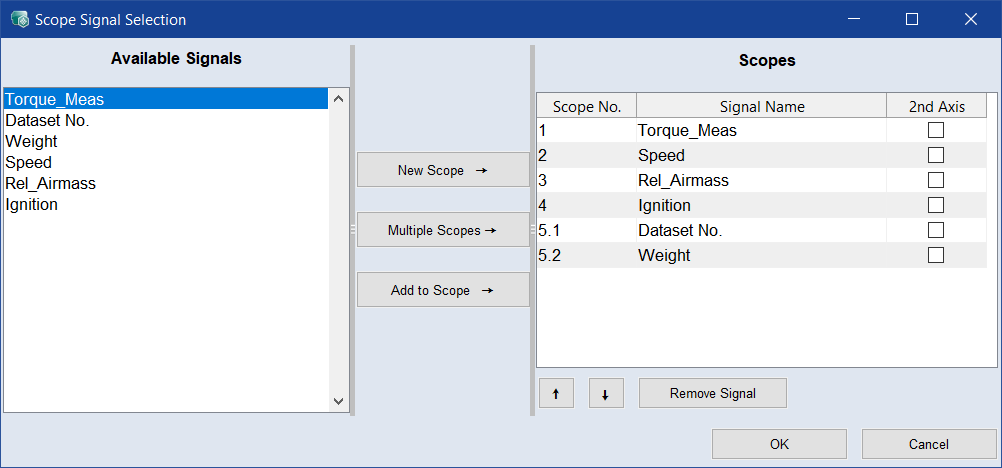 Scope Signal Selection
Available Signals
Torque_Meas
Dataset No.
Weight
Speed
Rel_Airmass
Ignition
New Scope →
Multiple Scopes →
Add to Scope →
Scopes
Scope No. Signal Name 2nd Axis
1 Torque_Meas
2 Speed
3 Rel_Airmass
4 Ignition
5.1 Dataset No.
5.2 Weight
↑ ↓ Remove Signal
OK Cancel